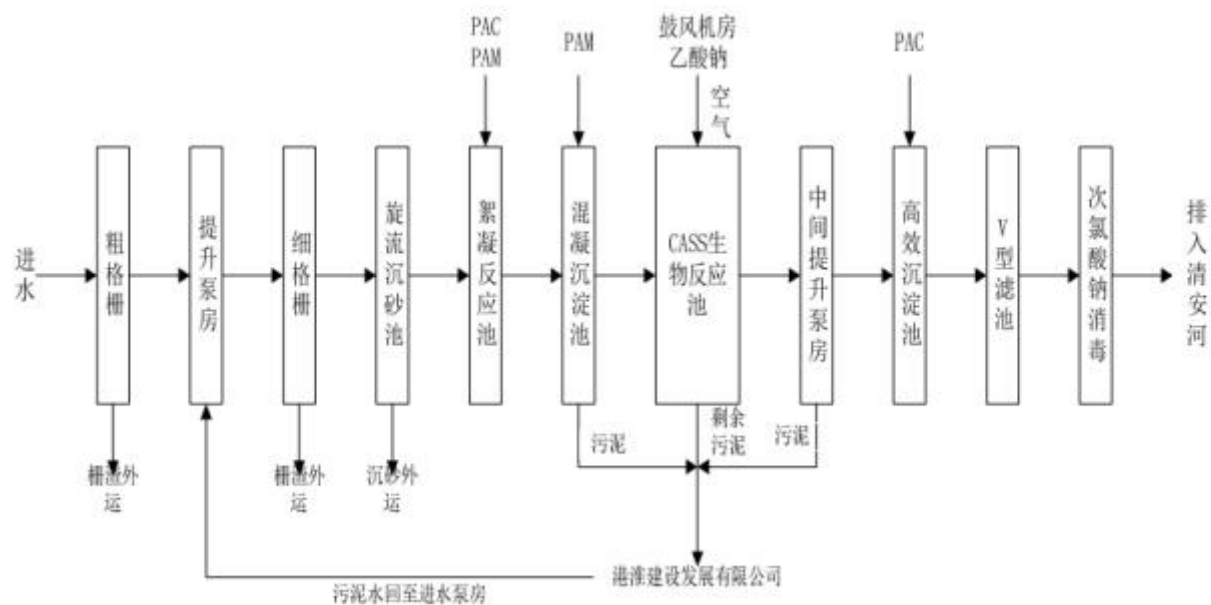 PAC
PAM
PAM
鼓风机房
乙酸钠
空气
PAC
进水
粗格栅
提升泵房
细格栅
旋流沉砂池
絮凝反应池
混凝沉淀池
CASS生
物反应
池
中间提升泵房
高效沉淀池
V型滤池
次氯酸钠消毒
排入清安河
栅渣外
运
栅渣外
运
沉砂外
运
污泥
剩余
污泥
污泥
港淮建设发展有限公司
污泥水回至进水泵房